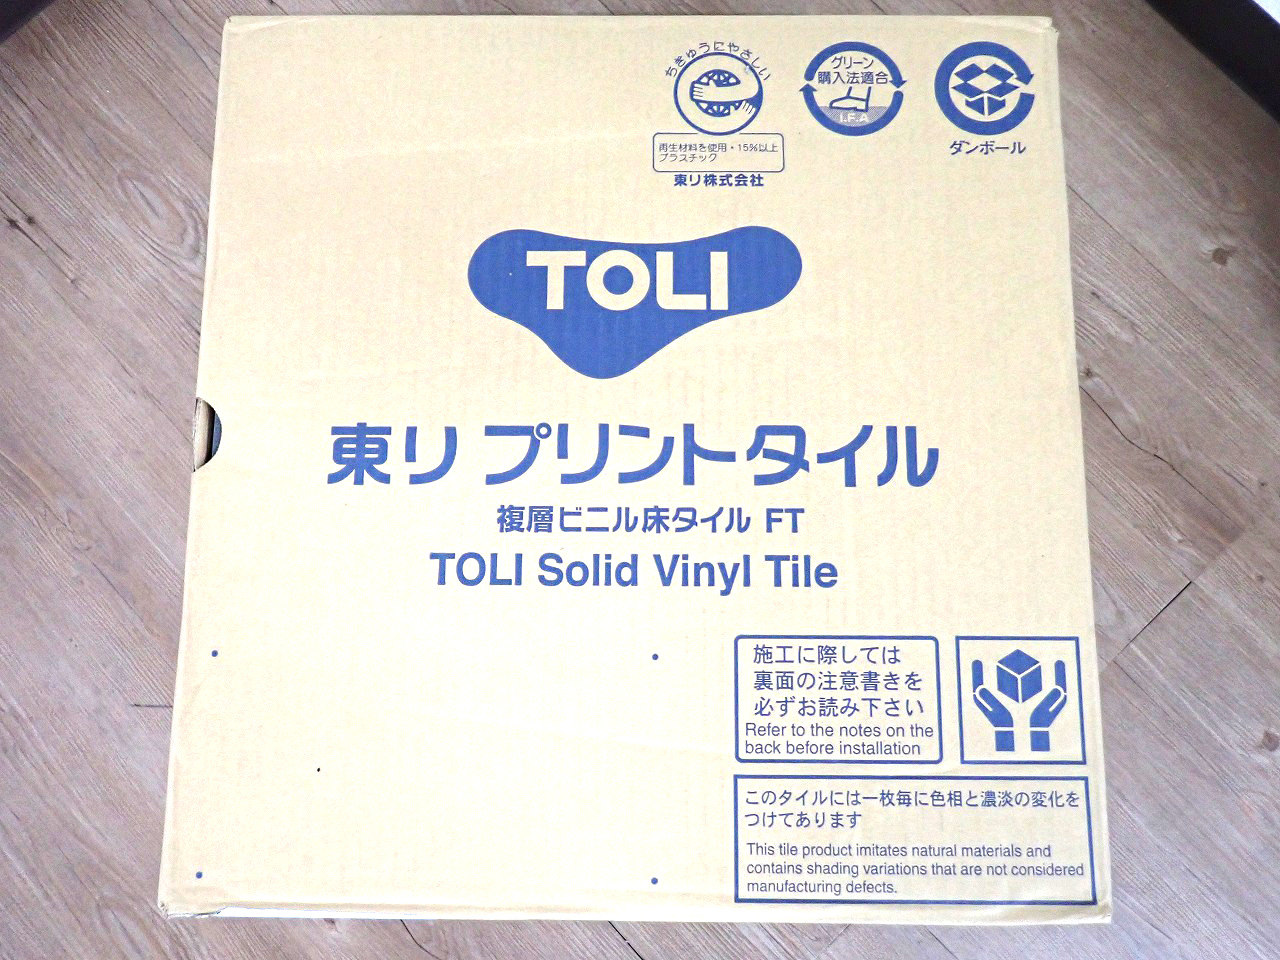 ちきゅうにやさしい
再生材料を使用・15%以上
プラスチック
東リ株式会社
グリーン
購入法適合
I.F.A
ダンボール
TOLI
東リ プリントタイル
複層ビニル床タイル FT
TOLI Solid Vinyl Tile
施工に際しては
裏面の注意書きを
必ずお読み下さい
Refer to the notes on the
back before installation
このタイルには一枚毎に色相と濃淡の変化を
つけてあります
This tile product imitates natural materials and
contains shading variations that are not considered
manufacturing defects.